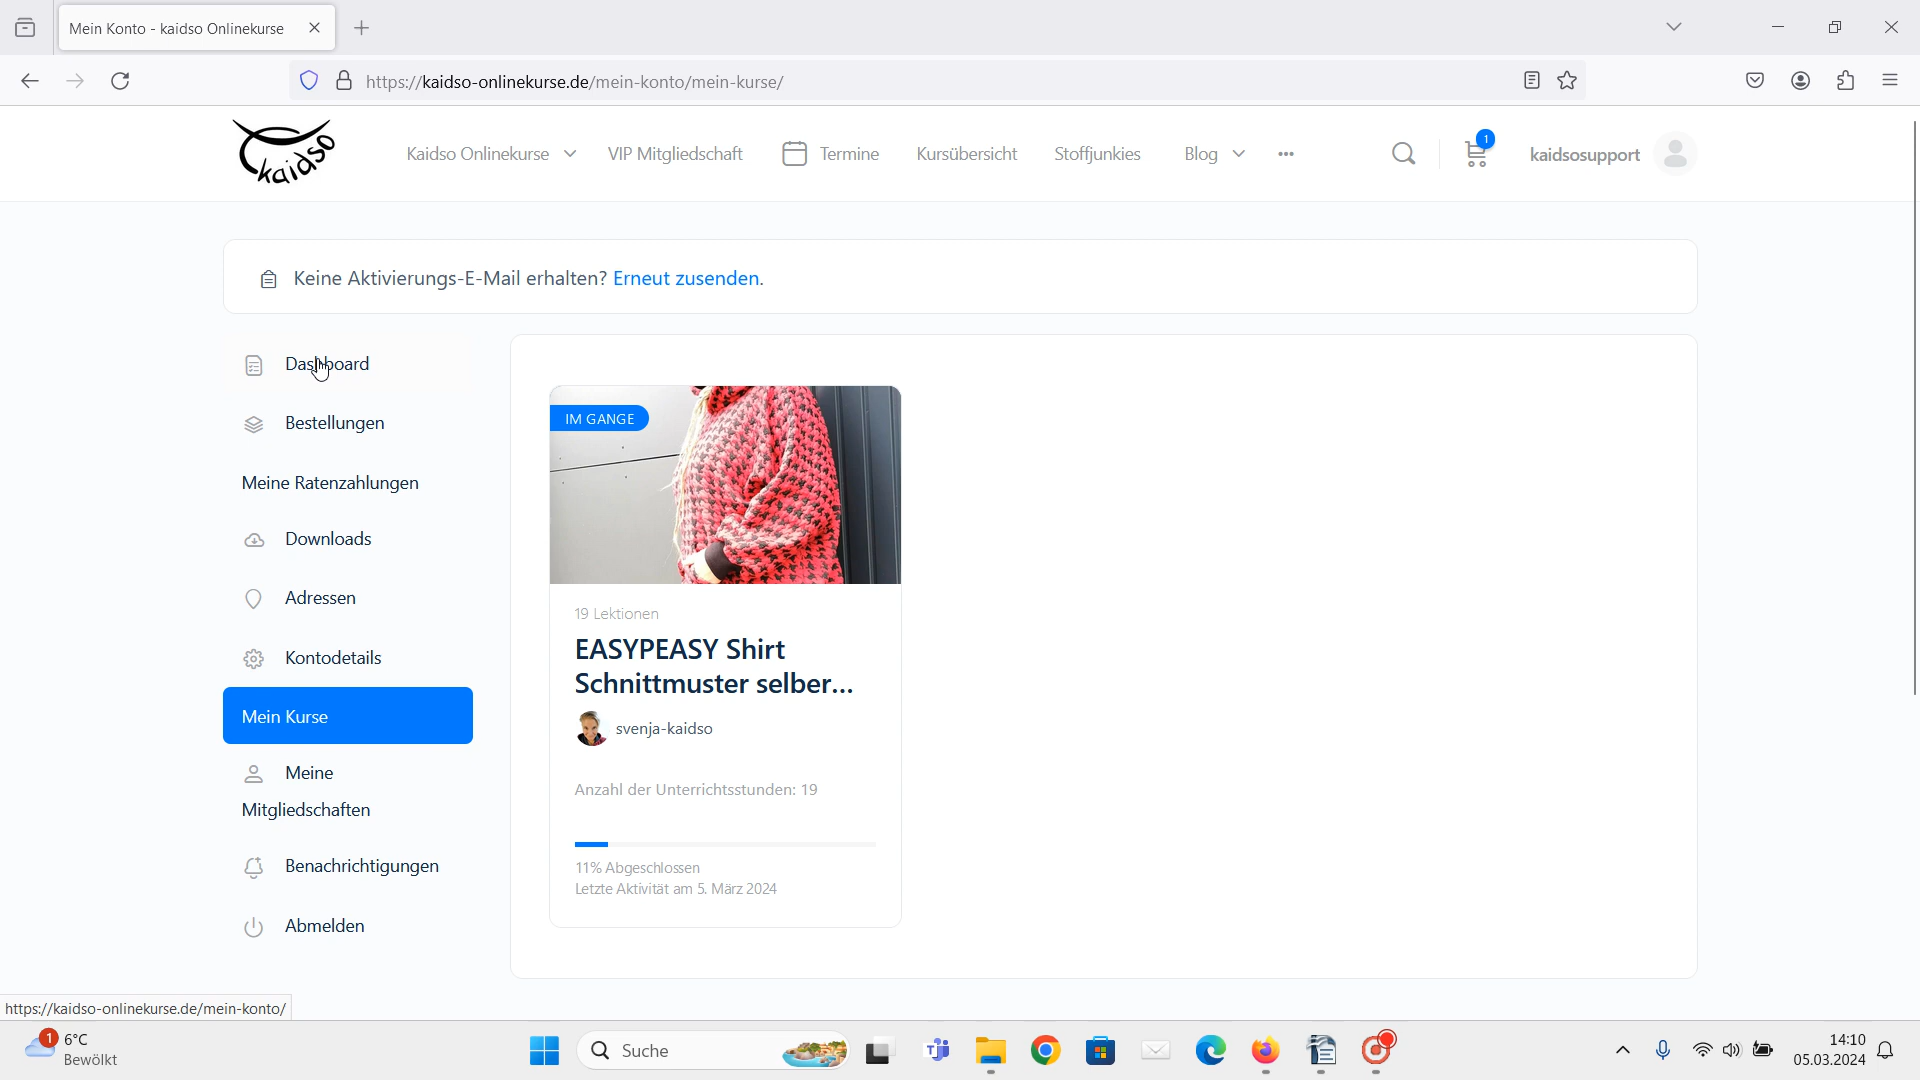 Mein Konto - kaidso Onlinekurse
https://kaidso-onlinekurse.de/mein-konto/mein-kurse/
kaidso
Kaidso Onlinekurse
VIP Mitgliedschaft
Termine
Kursübersicht
Stoffjunkies
Blog
1
kaidsosupport
Keine Aktivierungs-E-Mail erhalten? Erneut zusenden.
Dashboard
Bestellungen
Meine Ratenzahlungen
Downloads
Adressen
Kontodetails
Mein Kurse
Meine
Mitgliedschaften
Benachrichtigungen
Abmelden
IM GANGE
19 Lektionen
EASYPEASY Shirt
Schnittmuster selber...
svenja-kaidso
Anzahl der Unterrichtsstunden: 19
11% Abgeschlossen
Letzte Aktivität am 5. März 2024
https://kaidso-onlinekurse.de/mein-konto/
1
6°C
Bewölkt
Suche
14:10
05.03.2024